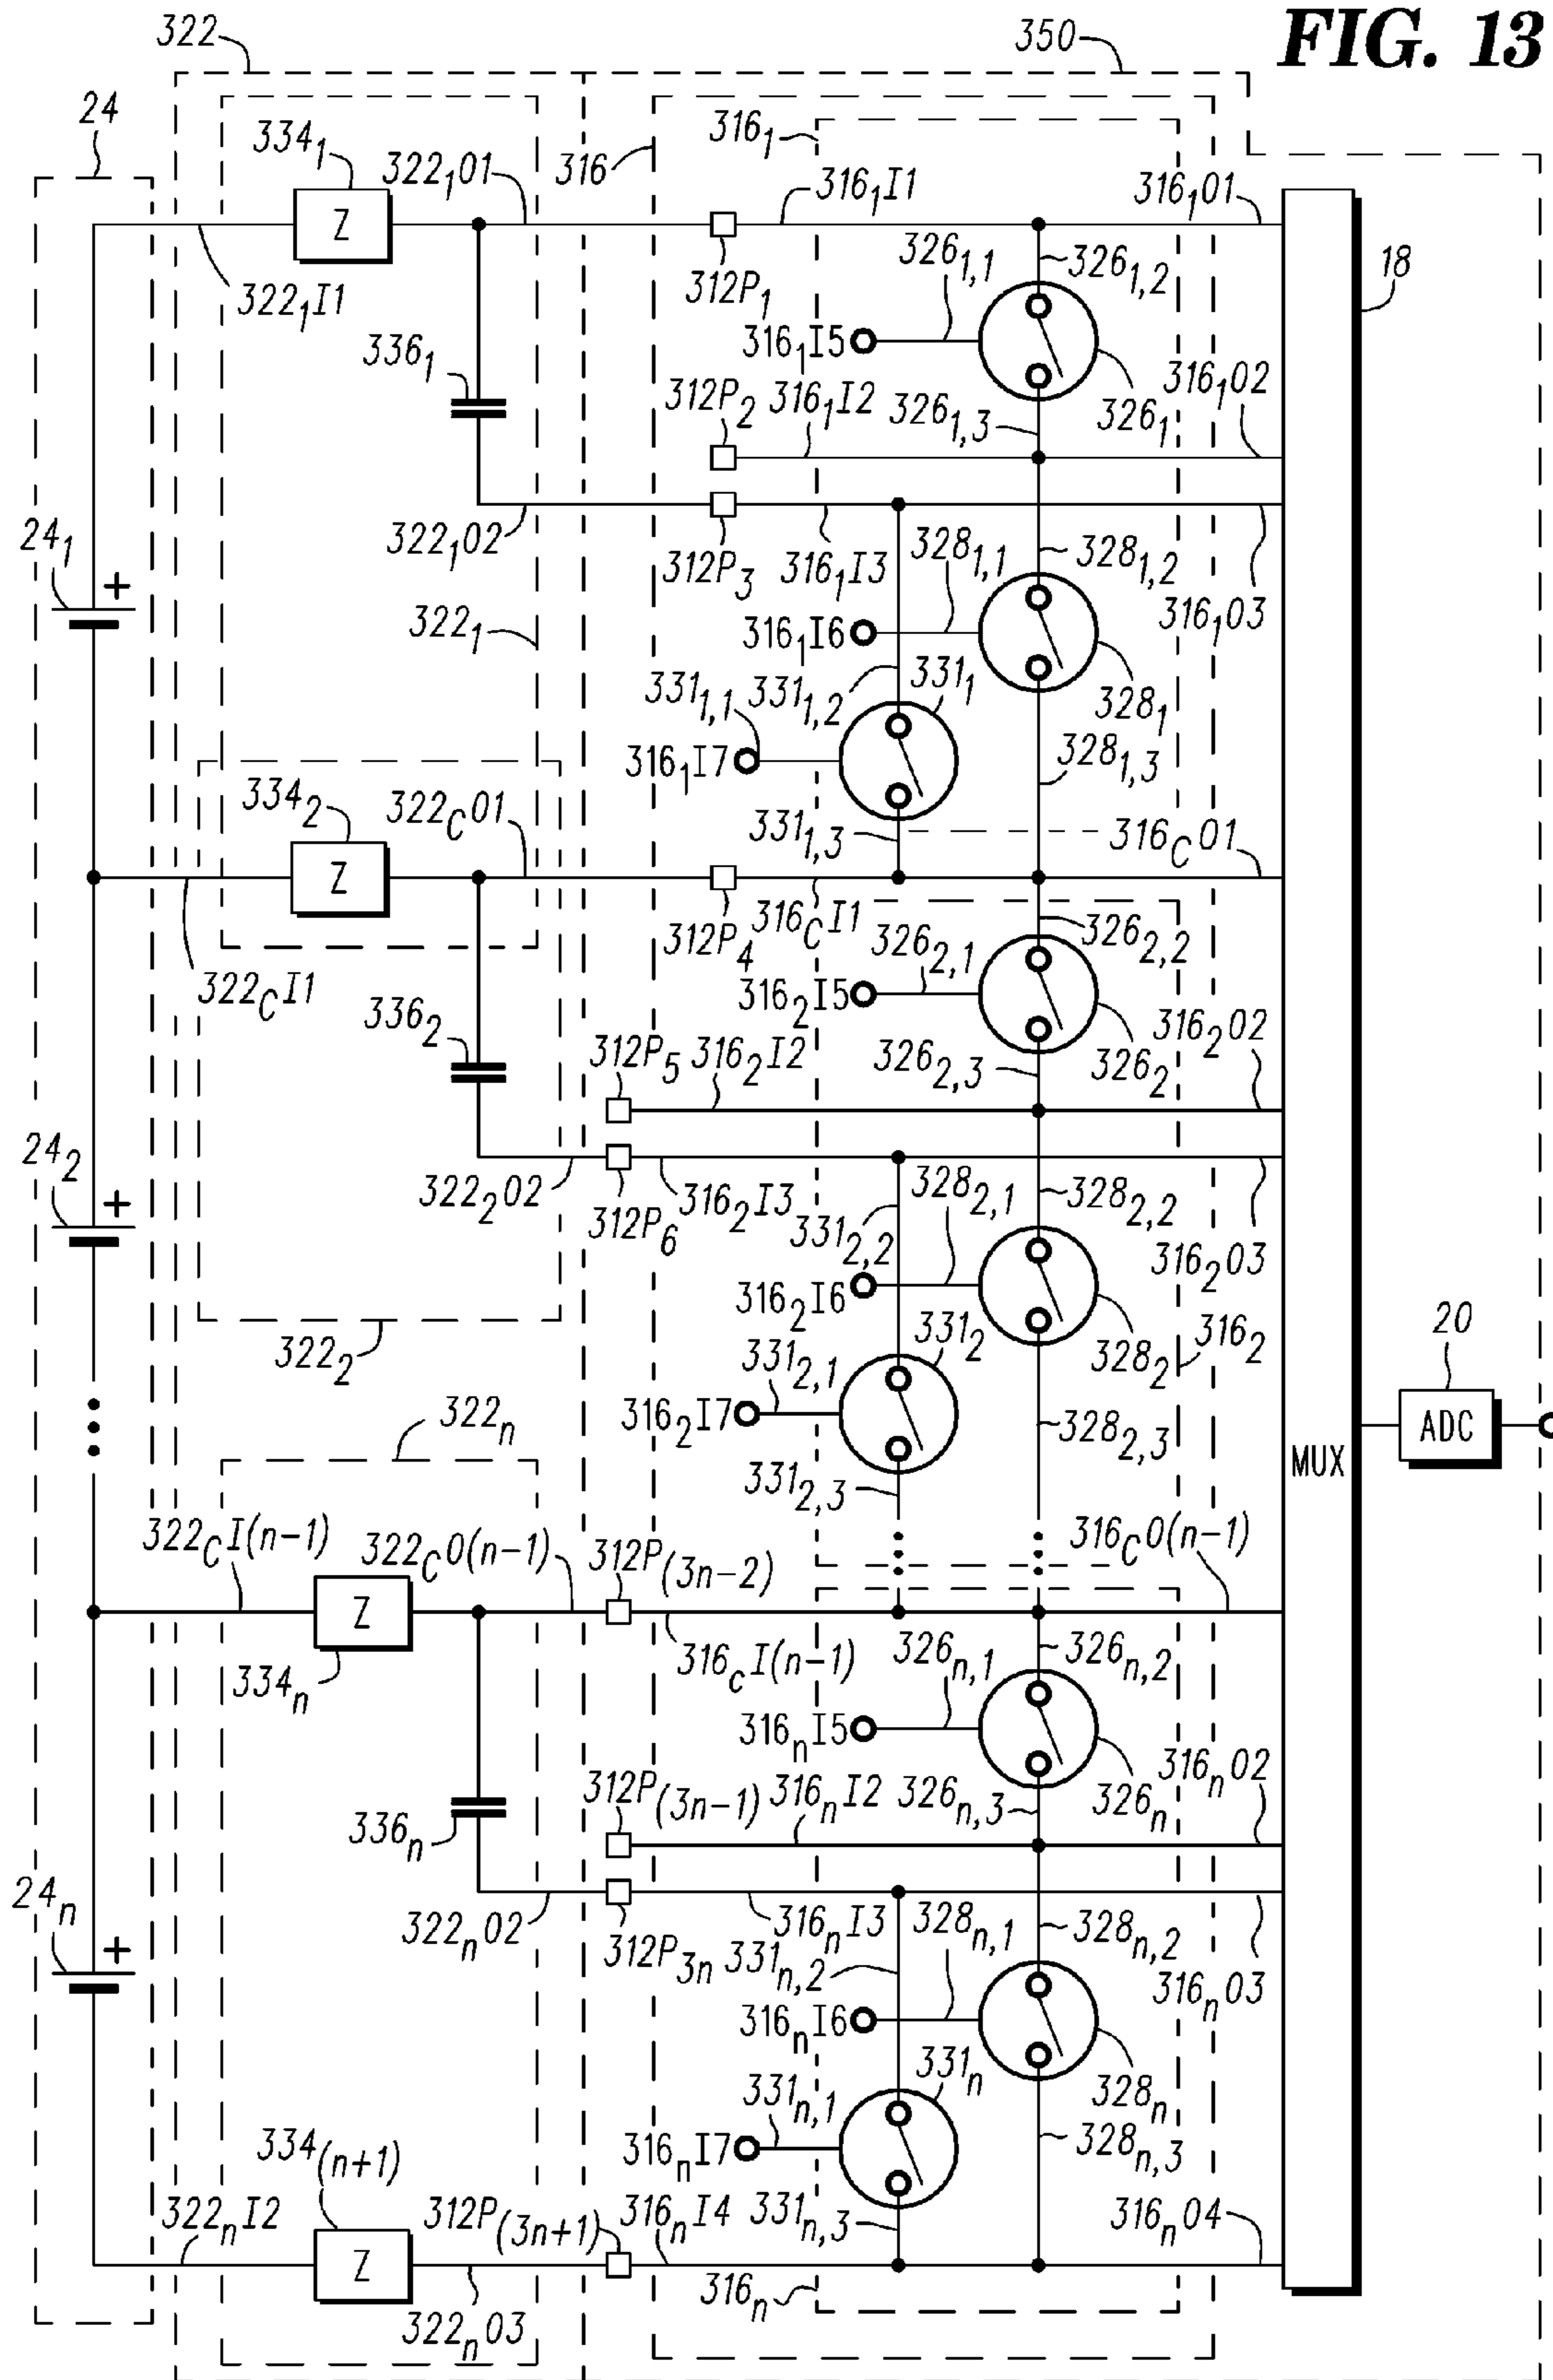 FIG. 13
322
350
24
334₁
322₁01
316
316₁
316₁I1
316₁01
Z
18
322₁I1
312P₁
326₁,₁
326₁,₂
316₁I5
336₁
312P₂
316₁I2
326₁,₃
326₁
316₁02
24₁
+
322₁02
312P₃
316₁I3
328₁,₁
328₁,₂
316₁03
322₁
316₁I6
331₁,₁
331₁,₂
331₁
328₁
316₁I7
328₁,₃
334₂
322C01
331₁,₃
316C01
Z
322CI1
312P₄
316CI1
326₂,₁
326₂,₂
316₂I5
336₂
312P₅
316₂I2
326₂,₃
326₂
316₂02
24₂
+
322₂02
312P₆
316₂I3
328₂,₁
328₂,₂
331₂,₂
316₂03
316₂I6
322₂
331₂,₁
331₂
328₂
316₂
20
322n
316₂I7
328₂,₃
MUX
ADC
331₂,₃
322CI(n-1)
322C0(n-1)
312P(3n-2)
316C0(n-1)
Z
334n
316cI(n-1)
326n,₁
326n,₂
316nI5
336n
312P(3n-1)
316nI2
326n,₃
326n
316n02
24n
+
322n02
312P3n
316nI3
328n,₁
328n,₂
331n,₂
316n03
316nI6
331n,₁
331n
328n
316nI7
328n,₃
334(n+1)
322nI2
312P(3n+1)
316nI4
331n,₃
316n04
Z
322n03
316n